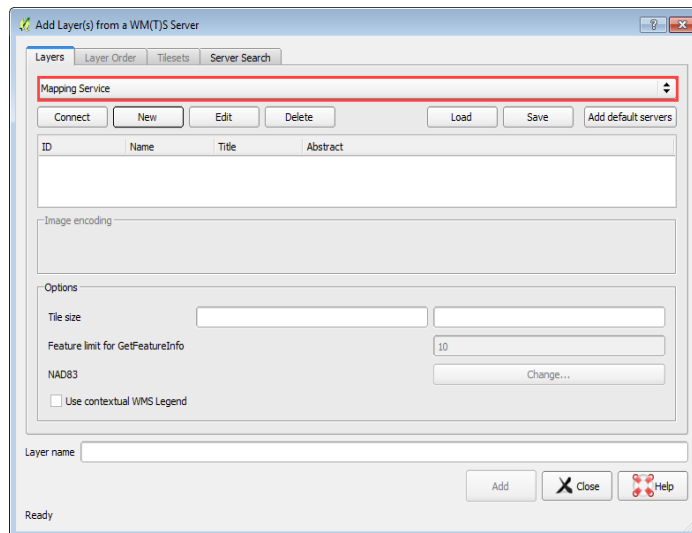 Add Layer(s) from a WM(T)S Server
Layers Layer Order Tilesets Server Search
Mapping Service
Connect New Edit Delete Load Save Add default servers
ID Name Title Abstract
Image encoding
Options
Tile size
Feature limit for GetFeatureInfo 10
NAD83 Change...
Use contextual WMS Legend
Layer name
Add Close Help
Ready